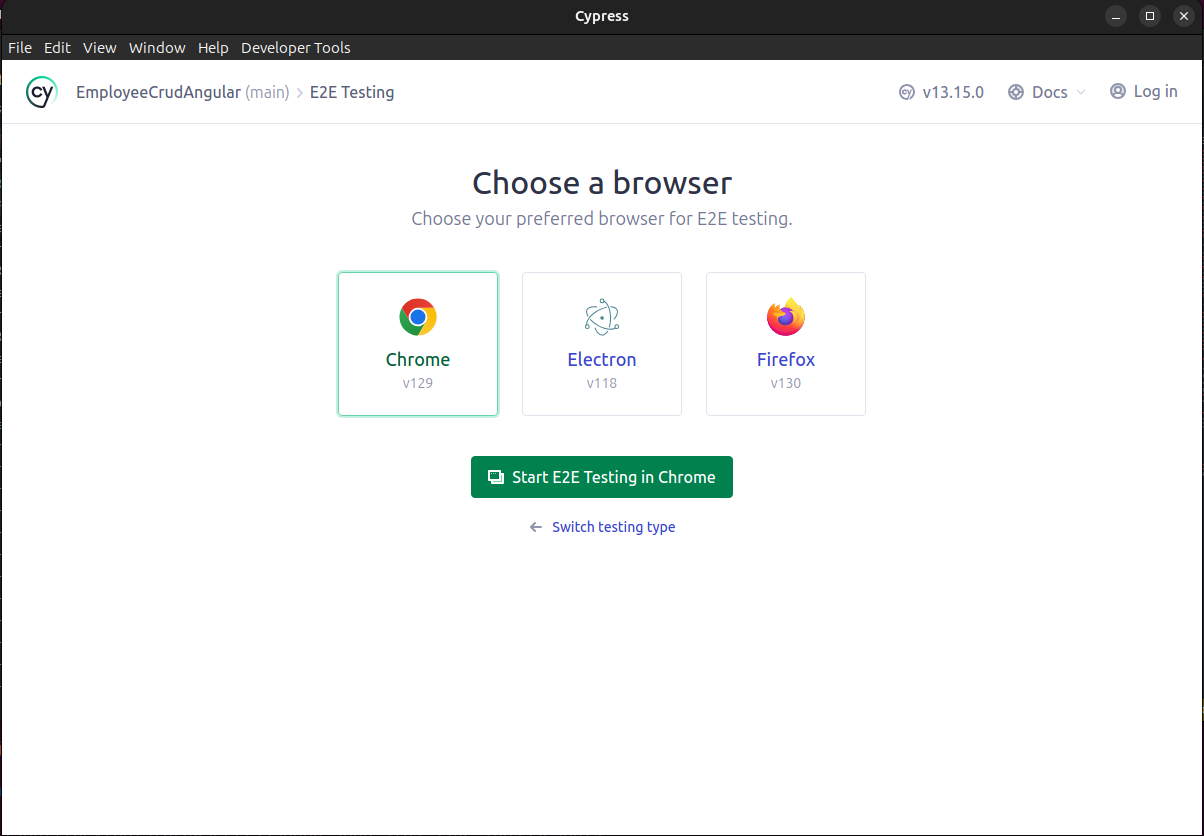 Cypress
File Edit View Window Help Developer Tools
cy EmployeeCrudAngular (main) > E2E Testing v13.15.0 Docs Log in
Choose a browser
Choose your preferred browser for E2E testing.
Chrome Electron Firefox
v129 v118 v130
Start E2E Testing in Chrome
← Switch testing type